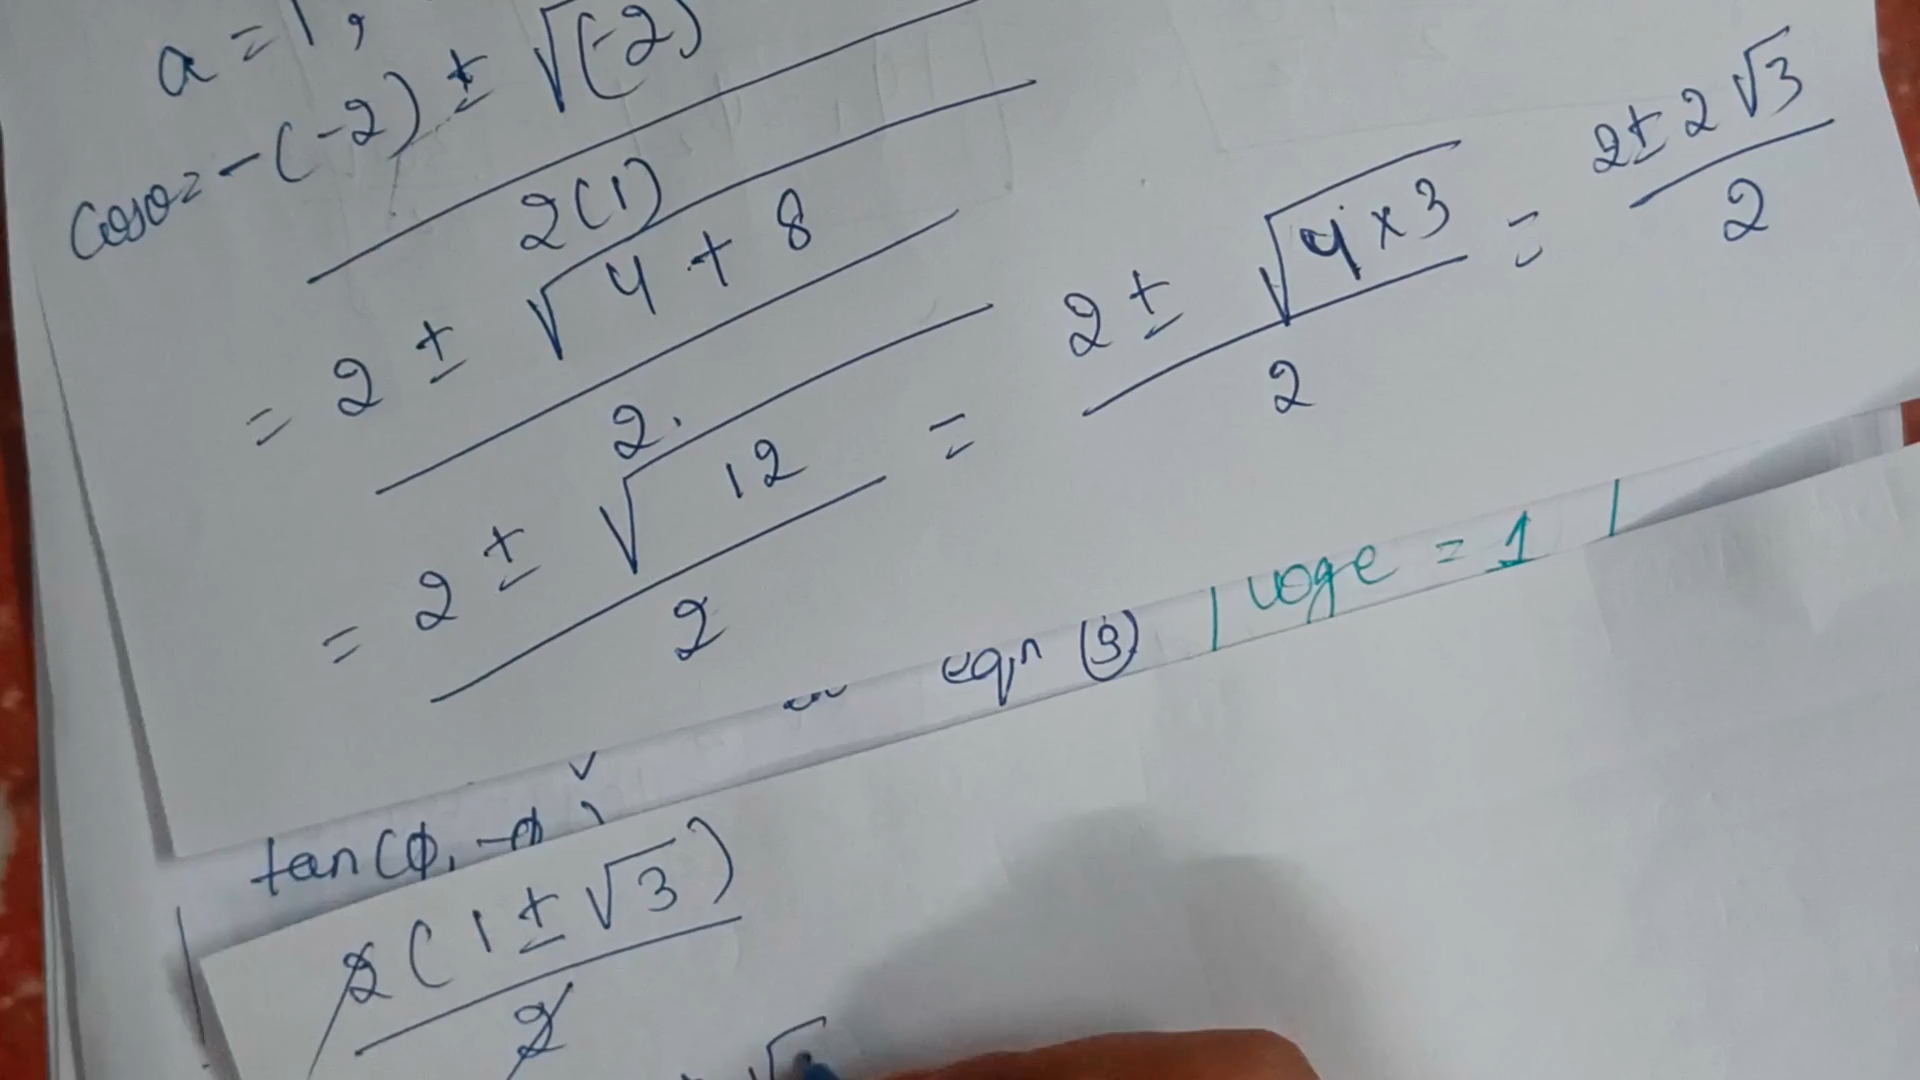 a = 1,
Cosθ = -(-2) ± √(-2)
2(1)
= 2 ± √4 + 8
2.
= 2 ± √12 = 2 ± √4 × 3 = 2 ± 2√3
2 2 2
eqn (3) | loge = 1 |
tan(ϕ, -ϕ )
2(1 ± √3)
2
√